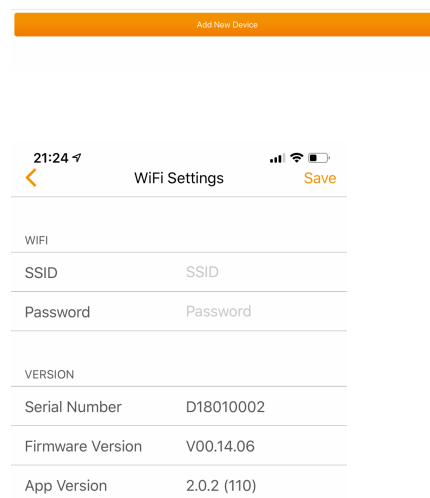 Add New Device
21:24
WiFi Settings
Save
WIFI
SSID SSID
Password Password
VERSION
Serial Number D18010002
Firmware Version V00.14.06
App Version 2.0.2 (110)